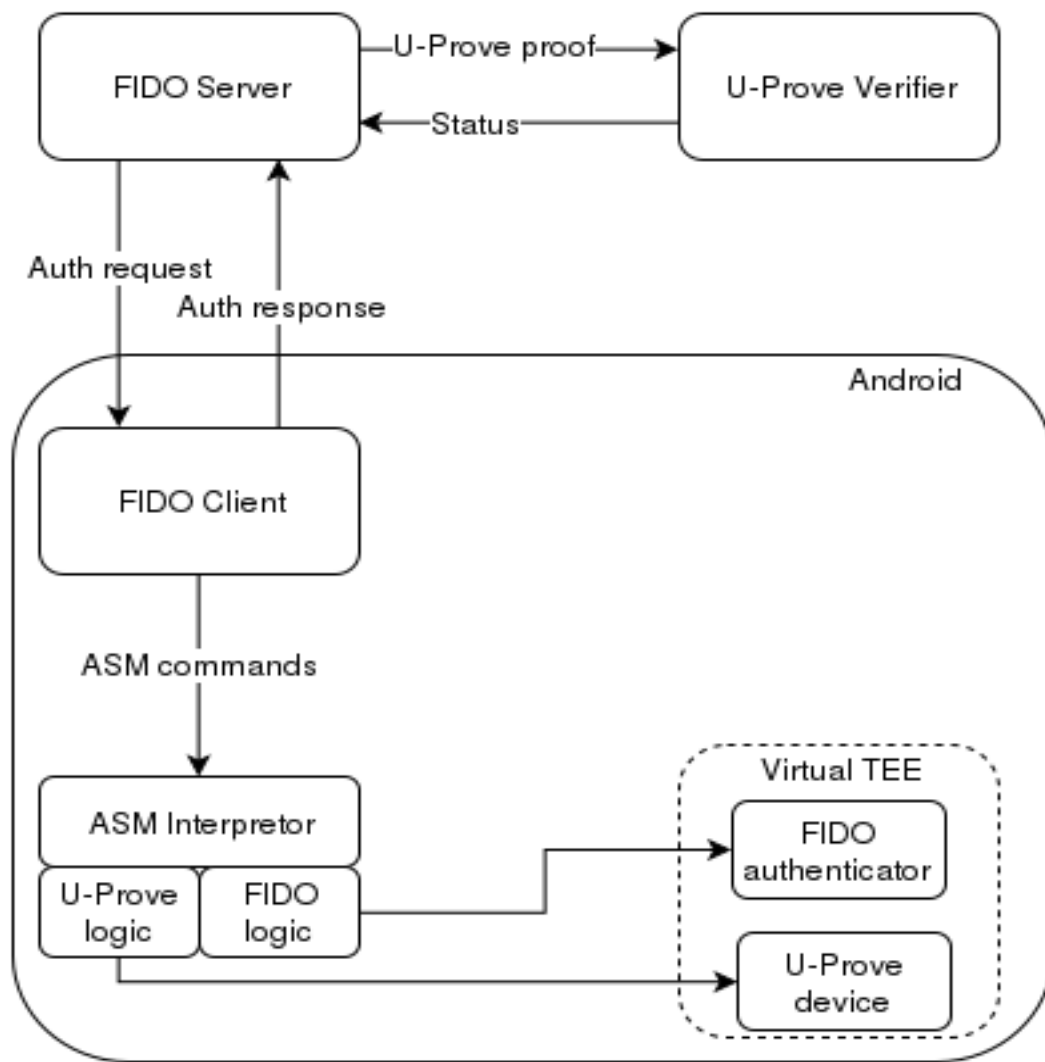 FIDO Server
U-Prove proof
U-Prove Verifier
Status
Auth request
Auth response
Android
FIDO Client
ASM commands
Virtual TEE
ASM Interpretor
FIDO
authenticator
U-Prove
logic
FIDO
logic
U-Prove
device